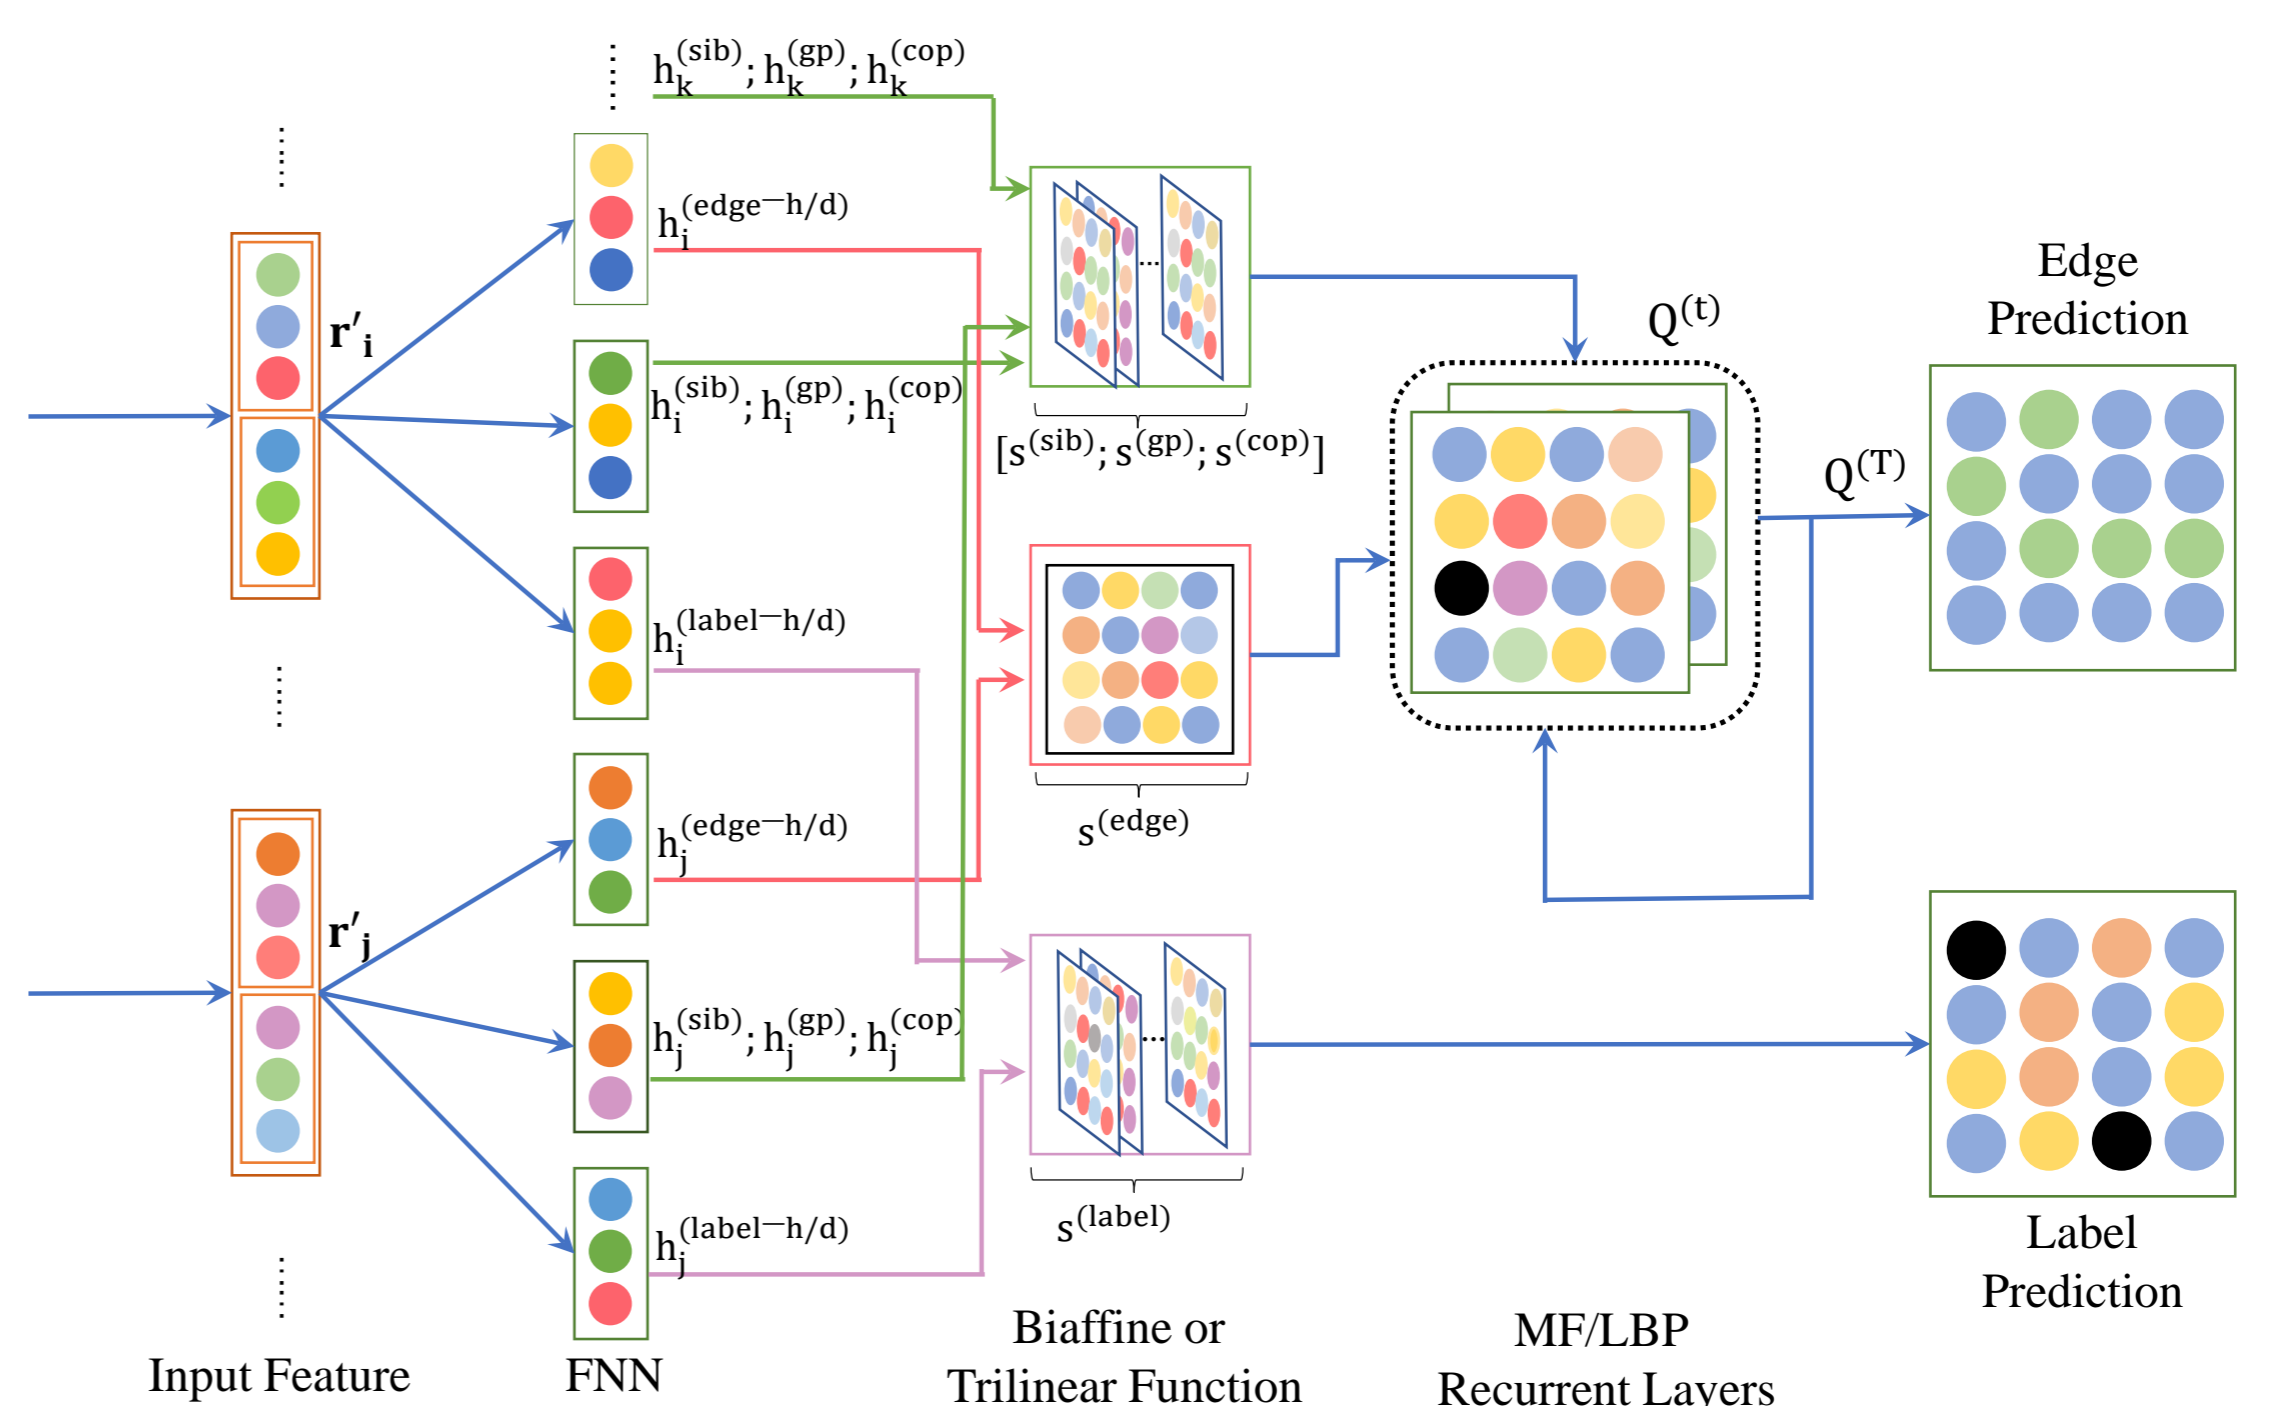 h_k^(sib); h_k^(gp); h_k^(cop)
h_i^(edge−h/d)
r'_i
h_i^(sib); h_i^(gp); h_i^(cop)
[s^(sib); s^(gp); s^(cop)]
h_i^(label−h/d)
s^(edge)
h_j^(edge−h/d)
r'_j
h_j^(sib); h_j^(gp); h_j^(cop)
h_j^(label−h/d)
s^(label)
Q^(t)
Q^(T)
Edge
Prediction
Label
Prediction
Input Feature
FNN
Biaffine or
Trilinear Function
MF/LBP
Recurrent Layers